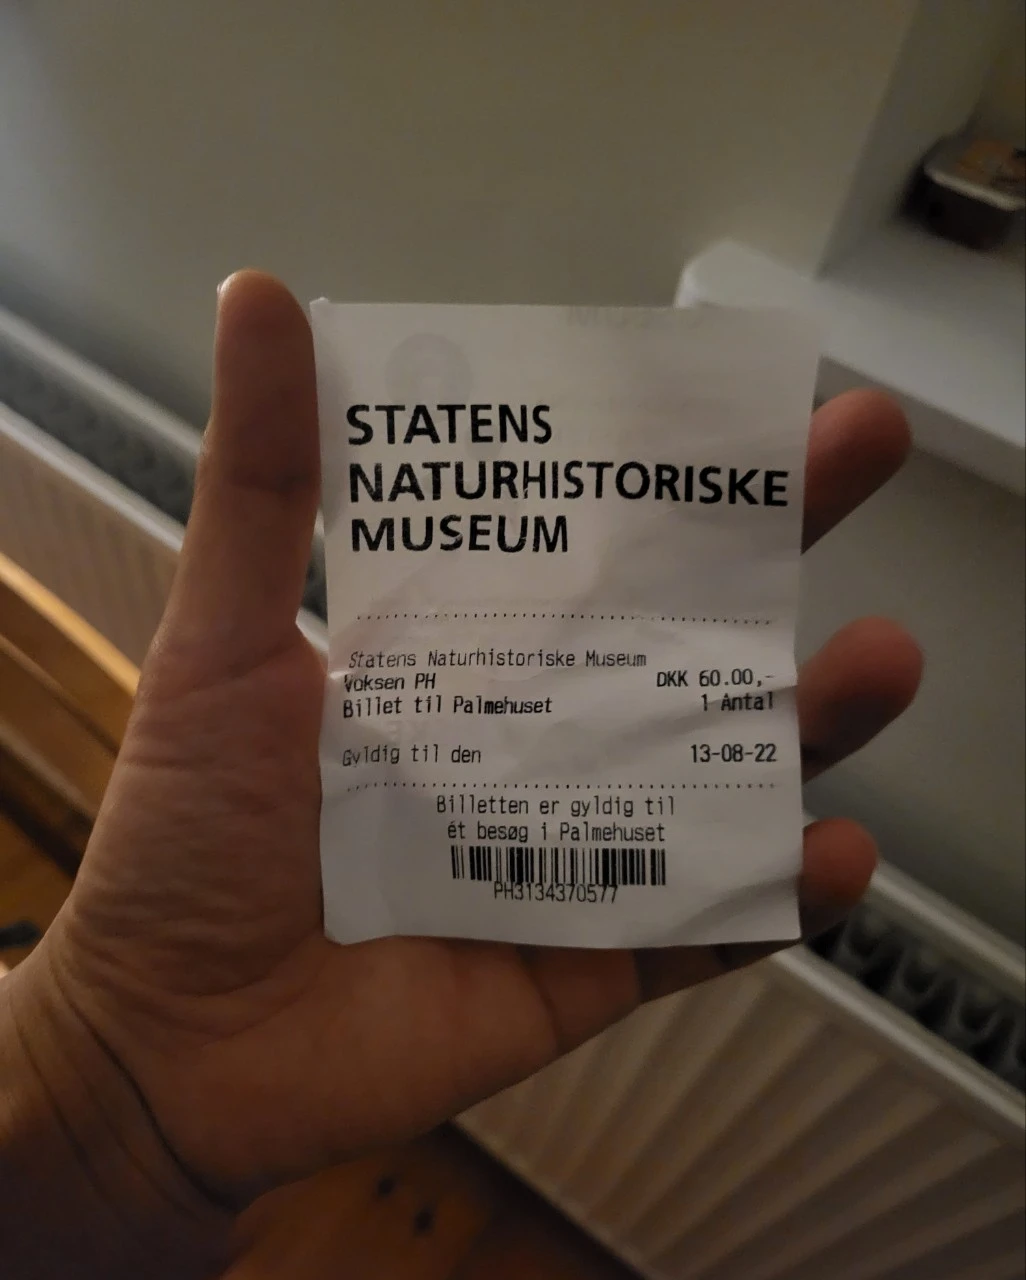 STATENS
NATURHISTORISKE
MUSEUM
Statens Naturhistoriske Museum
Voksen PH DKK 60.00,-
Billet til Palmehuset 1 Antal
Gyldig til den 13-08-22
Billetten er gyldig til
ét besøg i Palmehuset
PH3134370577